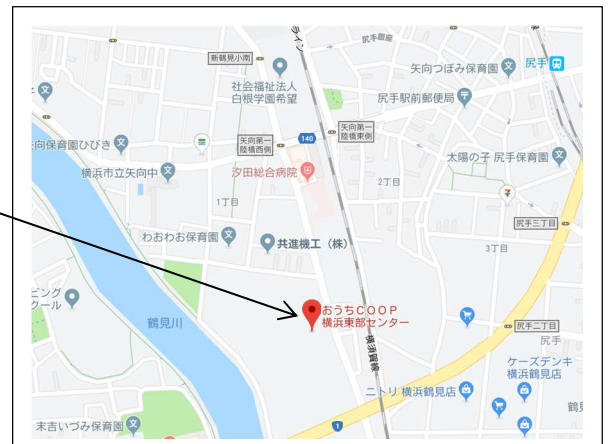 ライン
尻手銀座
新鶴見小南
矢向つぼみ保育園
尻手
社会福祉法人
白根学園希望
尻手駅前郵便局
140
矢向第一
陸橋東側
矢向第一
陸橋西側
向保育園ひびき
太陽の子 尻手保育園
横浜市立矢向中
汐田総合病院
2丁目
1丁目
尻手三丁目
わおわお保育園
共進機工（株）
3丁目
ビング
クール
おうちCOOP
横浜東部センター
鶴見川
尻手二丁目
尻手
横須賀線
ケーズデンキ
横浜鶴見店
ニトリ 横浜鶴見店
鶴見
末吉いづみ保育園
1